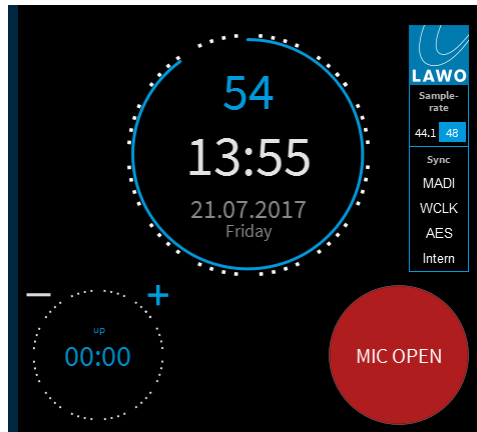 54
13:55
21.07.2017
Friday
LAWO
Sample-
rate
44.1 48
Sync
MADI
WCLK
AES
Intern
− +
up
00:00
MIC OPEN